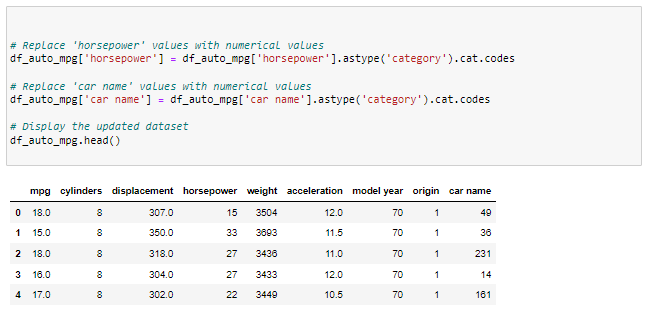 # Replace 'horsepower' values with numerical values
df_auto_mpg['horsepower'] = df_auto_mpg['horsepower'].astype('category').cat.codes
# Replace 'car name' values with numerical values
df_auto_mpg['car name'] = df_auto_mpg['car name'].astype('category').cat.codes
# Display the updated dataset
df_auto_mpg.head()
mpg cylinders displacement horsepower weight acceleration model year origin car name
0 18.0 8 307.0 15 3504 12.0 70 1 49
1 15.0 8 350.0 33 3693 11.5 70 1 36
2 18.0 8 318.0 27 3436 11.0 70 1 231
3 16.0 8 304.0 27 3433 12.0 70 1 14
4 17.0 8 302.0 22 3449 10.5 70 1 161